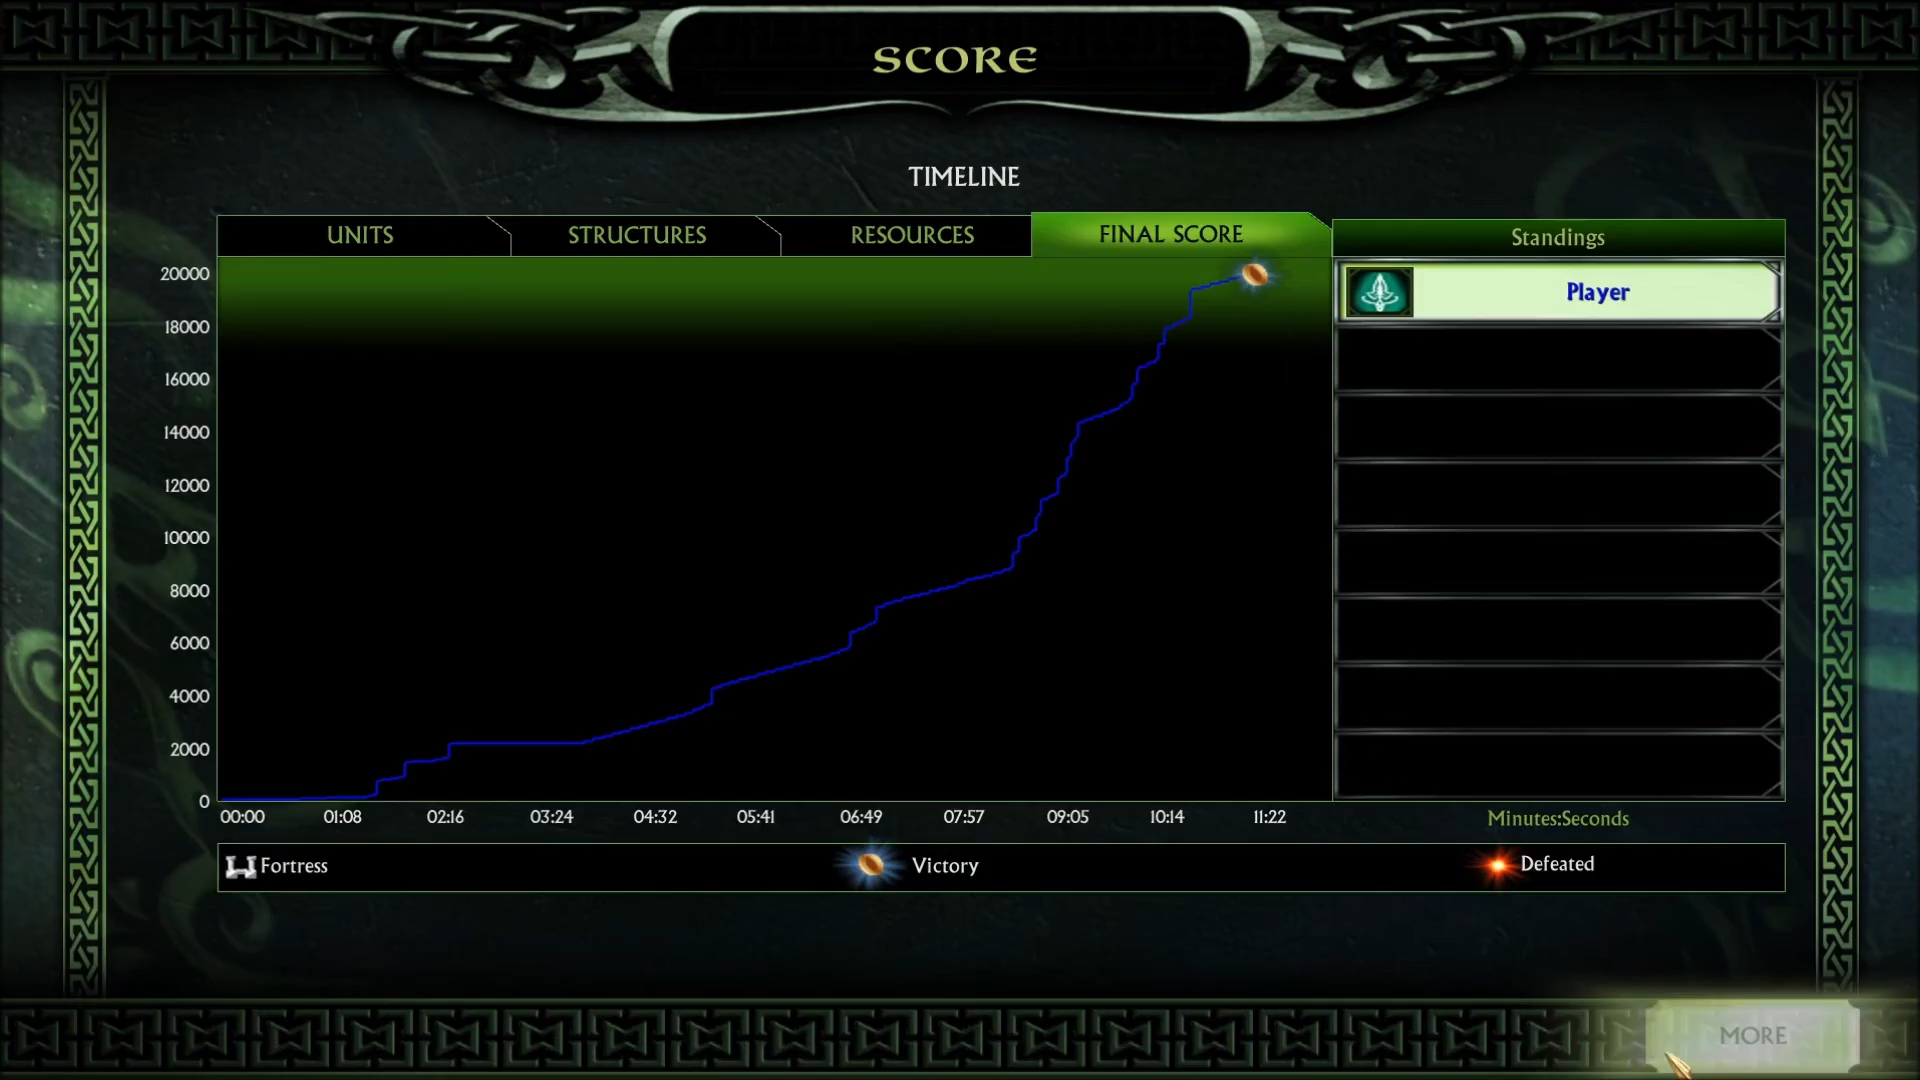 SCORE
TIMELINE
UNITS
STRUCTURES
RESOURCES
FINAL SCORE
Standings
Player
20000
18000
16000
14000
12000
10000
8000
6000
4000
2000
0
00:00
01:08
02:16
03:24
04:32
05:41
06:49
07:57
09:05
10:14
11:22
Minutes:Seconds
Fortress
Victory
Defeated
MORE